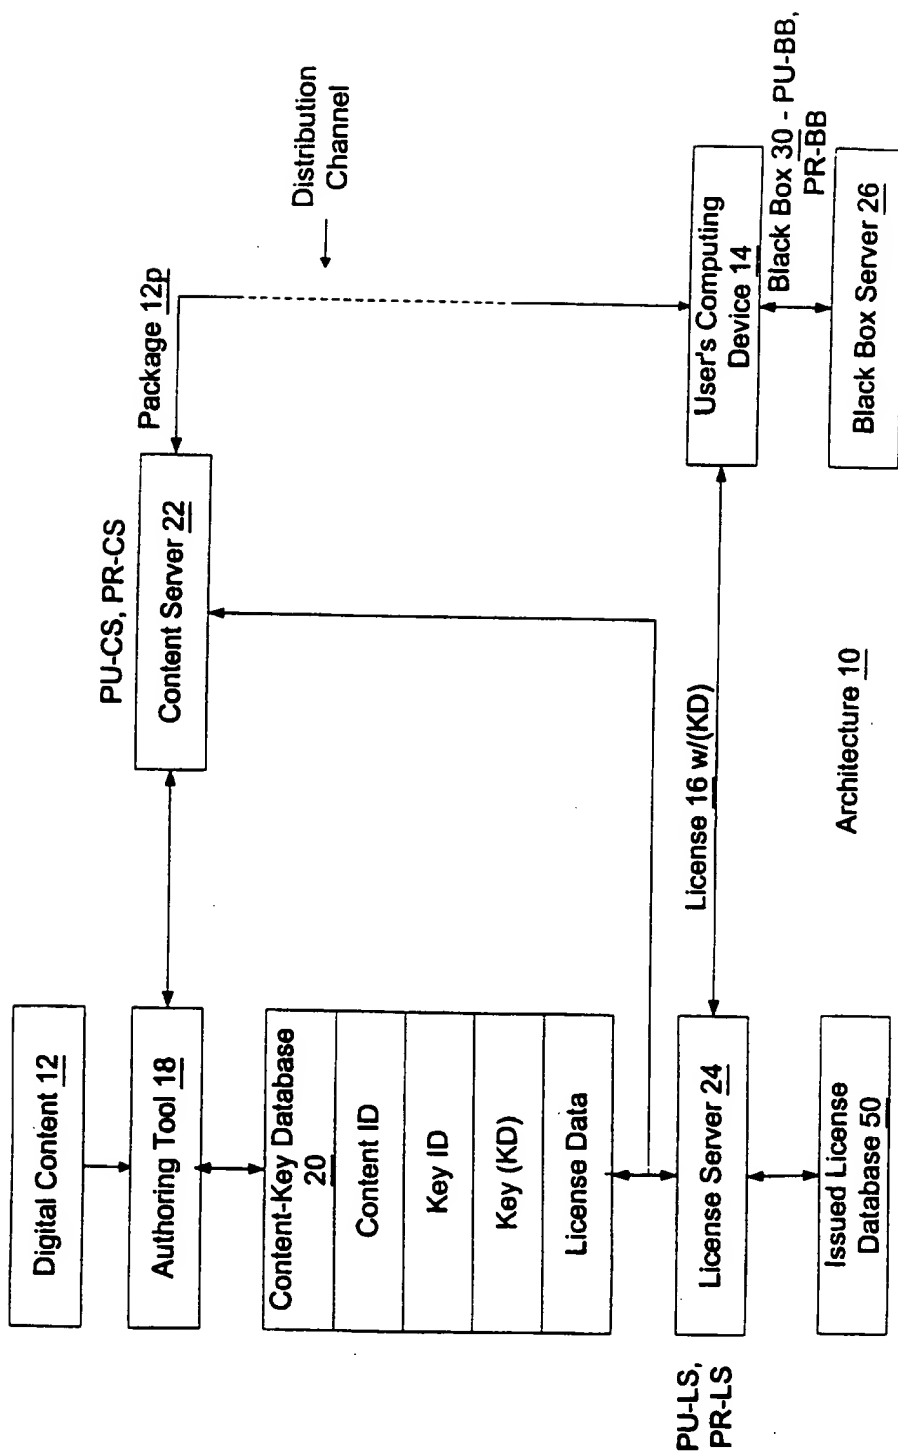 Digital Content 12
Authoring Tool 18
Content-Key Database
20
Content ID
Key ID
Key (KD)
License Data
PU-LS,
PR-LS
License Server 24
Issued License
Database 50
PU-CS, PR-CS
Content Server 22
Package 12p
Distribution
Channel
License 16 w/(KD)
User's Computing
Device 14
Black Box 30 - PU-BB,
PR-BB
Black Box Server 26
Architecture 10